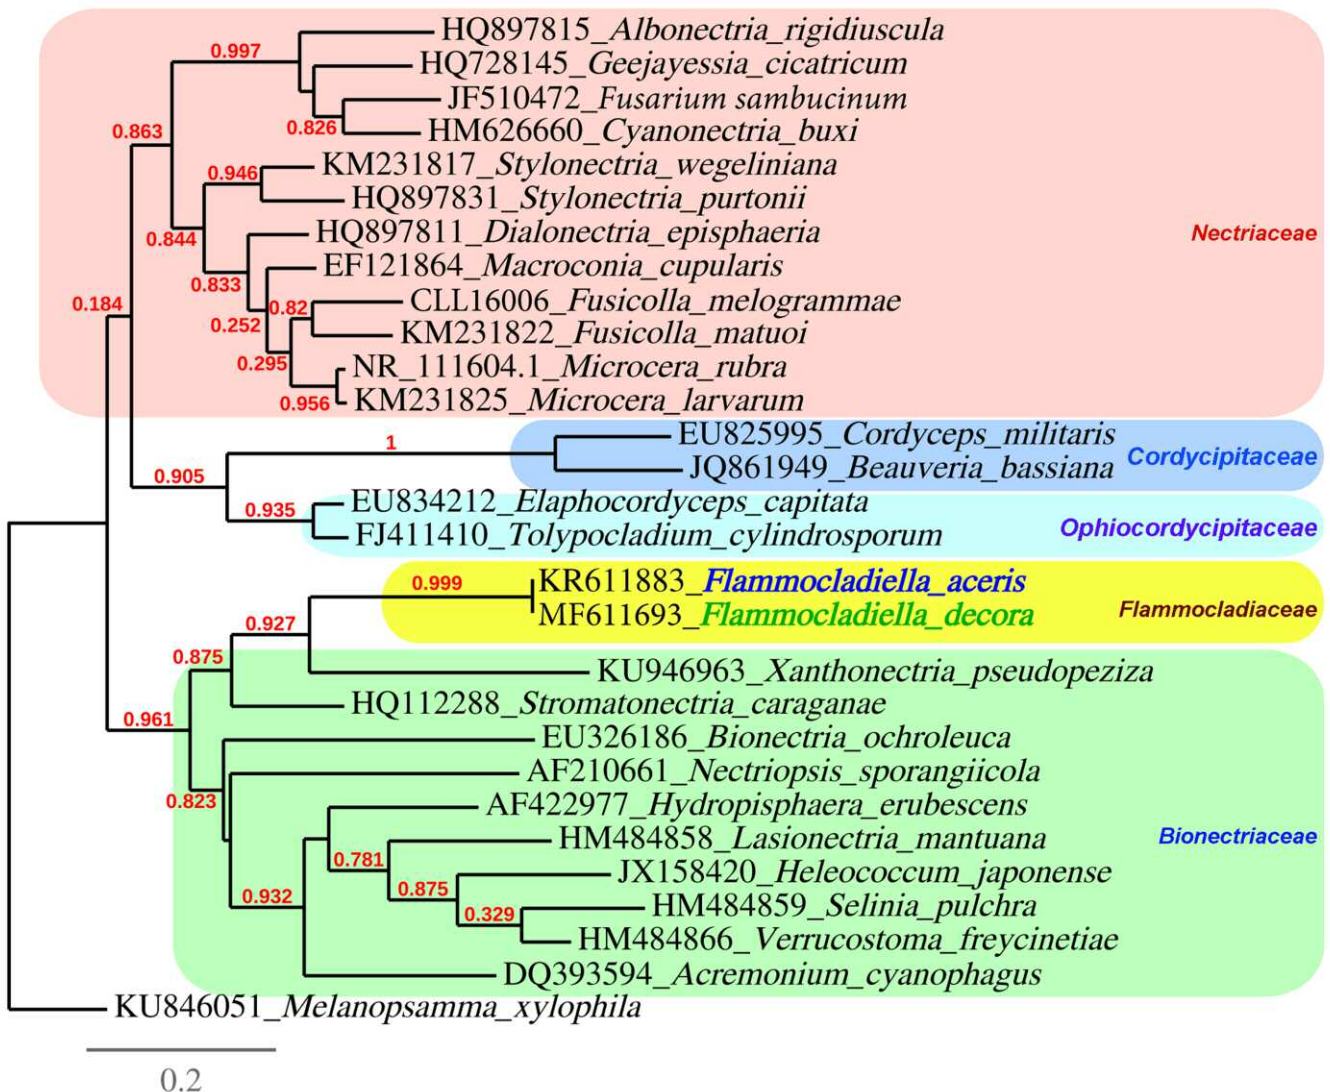 HQ897815_Albonectria_rigidiuscula
0.997
HQ728145_Geejayessia_cicatricum
JF510472_Fusarium sambucinum
0.826
HM626660_Cyanonectria_buxi
0.863
KM231817_Stylonectria_wegeliniana
0.946
HQ897831_Stylonectria_purtonii
HQ897811_Dialonectria_episphaeria
Nectriaceae
0.844
EF121864_Macroconia_cupularis
0.833
CLL16006_Fusicolla_melogrammae
0.82
0.184
0.252
KM231822_Fusicolla_matuoi
0.295
NR_111604.1_Microcera_rubra
0.956
KM231825_Microcera_larvarum
EU825995_Cordyceps_militaris
1
Cordycipitaceae
JQ861949_Beauveria_bassiana
0.905
EU834212_Elaphocordyceps_capitata
0.935
Ophiocordycipitaceae
FJ411410_Tolypocladium_cylindrosporum
KR611883_Flammocladiella_aceris
0.999
Flammocladiaceae
MF611693_Flammocladiella_decora
0.927
0.875
KU946963_Xanthonectria_pseudopeziza
HQ112288_Stromatonectria_caraganae
0.961
EU326186_Bionectria_ochroleuca
AF210661_Nectriopsis_sporangiicola
0.823
AF422977_Hydropisphaera_erubescens
HM484858_Lasionectria_mantuana
Bionectriaceae
0.781
JX158420_Heleococcum_japonense
0.932
0.875
HM484859_Selinia_pulchra
0.329
HM484866_Verrucostoma_freycinetiae
DQ393594_Acremonium_cyanophagus
KU846051_Melanopsamma_xylophila
0.2